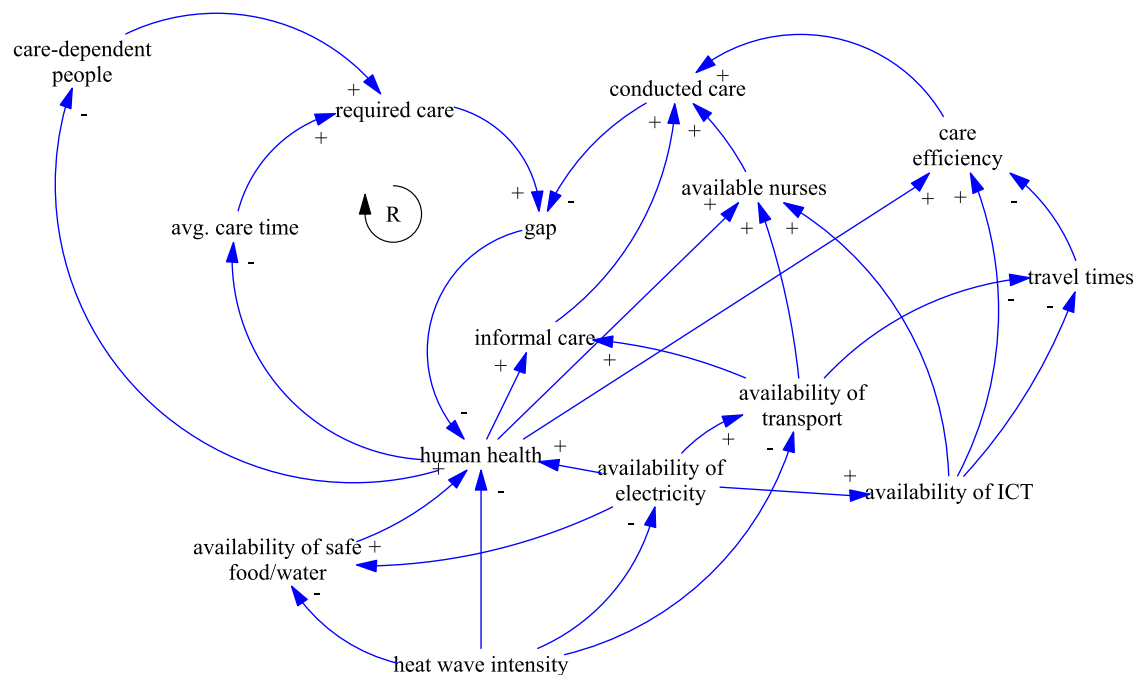 care-dependent
people
-
+
required care
+
conducted care
+
+
+
care
efficiency
+
+
-
available nurses
+
+
+
+
-
gap
R
avg. care time
-
travel times
-
-
informal care
+
+
availability of
transport
+
-
-
human health
+
+
-
availability of
electricity
-
+
availability of ICT
availability of safe
food/water
+
-
heat wave intensity